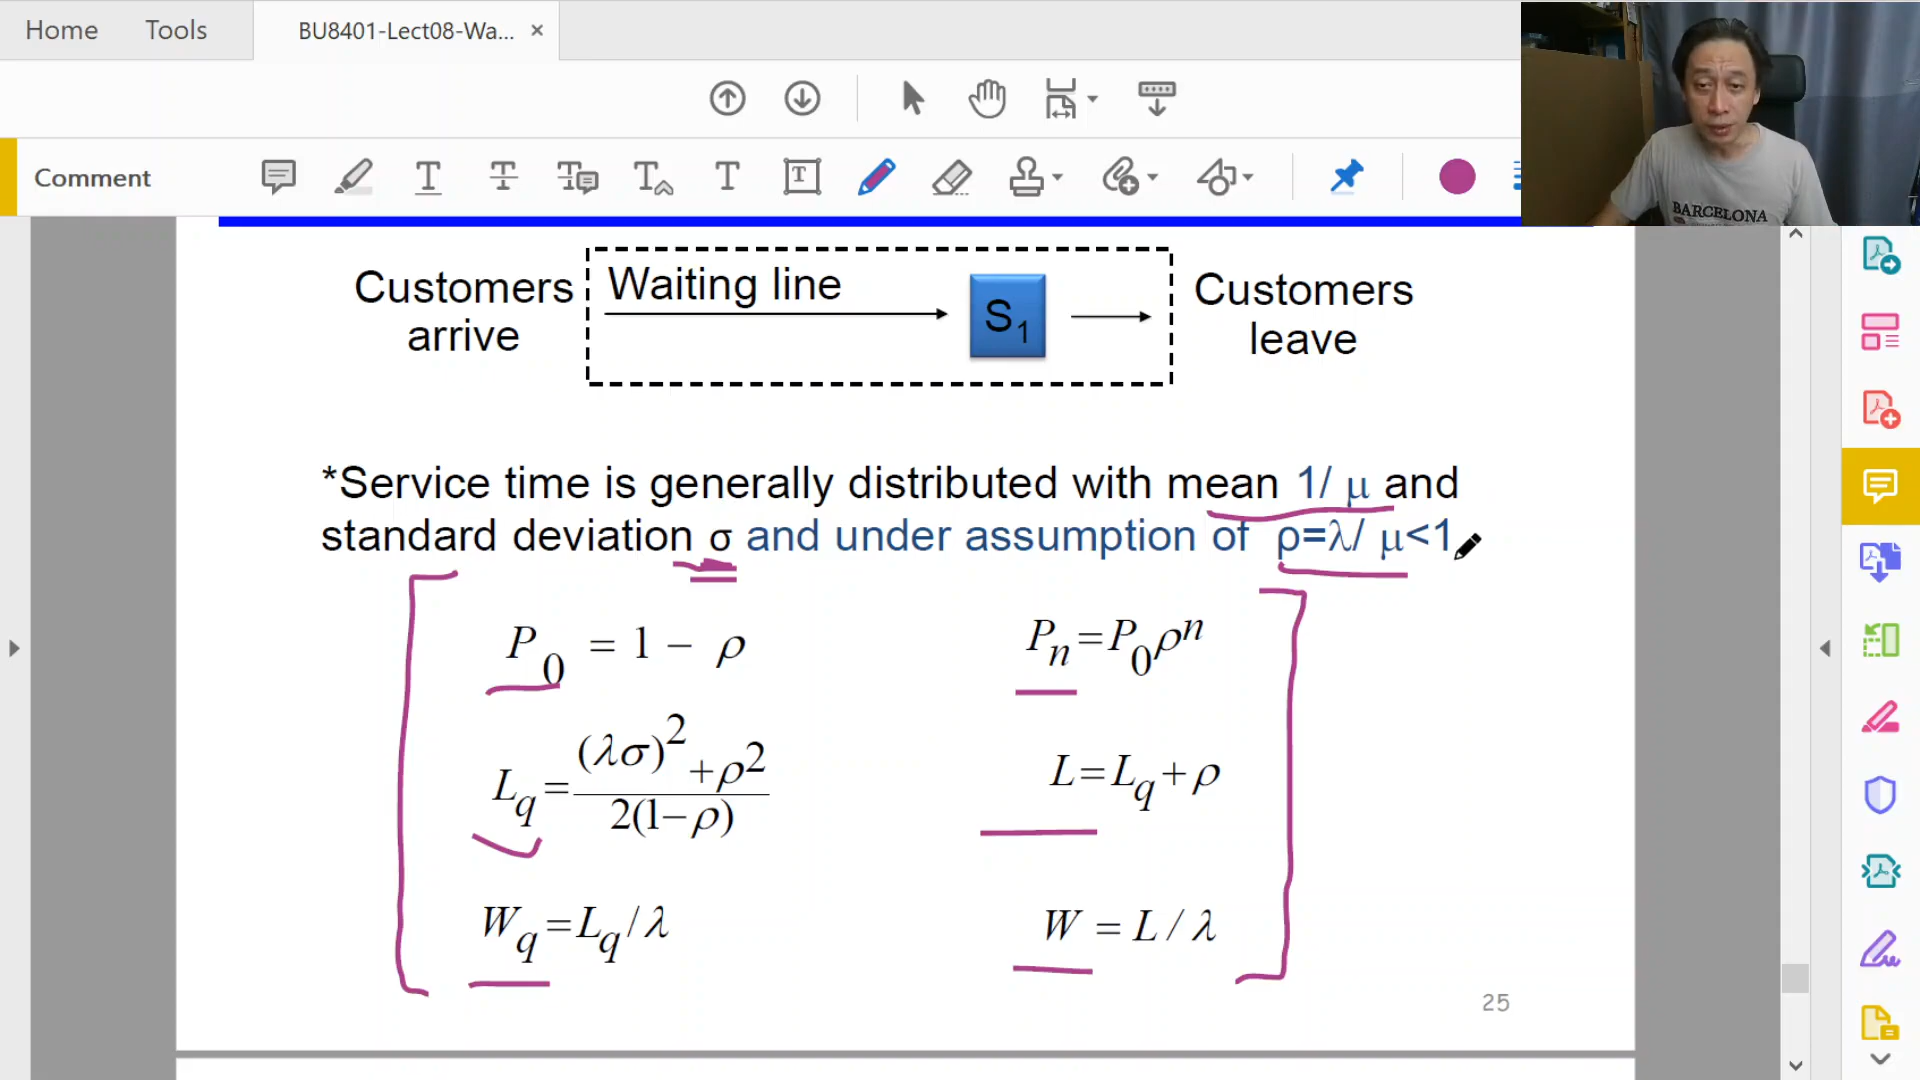 Home Tools BU8401-Lect08-Wa... ×
Comment
BARCELONA
Customers arrive
Waiting line
S1
Customers leave
*Service time is generally distributed with mean 1/ μ and
standard deviation σ and under assumption of ρ=λ/ μ<1
P0 = 1 − ρ
Pn=P0ρ^n
Lq=((λσ)^2+ρ^2)/(2(1−ρ))
L=Lq+ρ
Wq=Lq/λ
W = L / λ
25